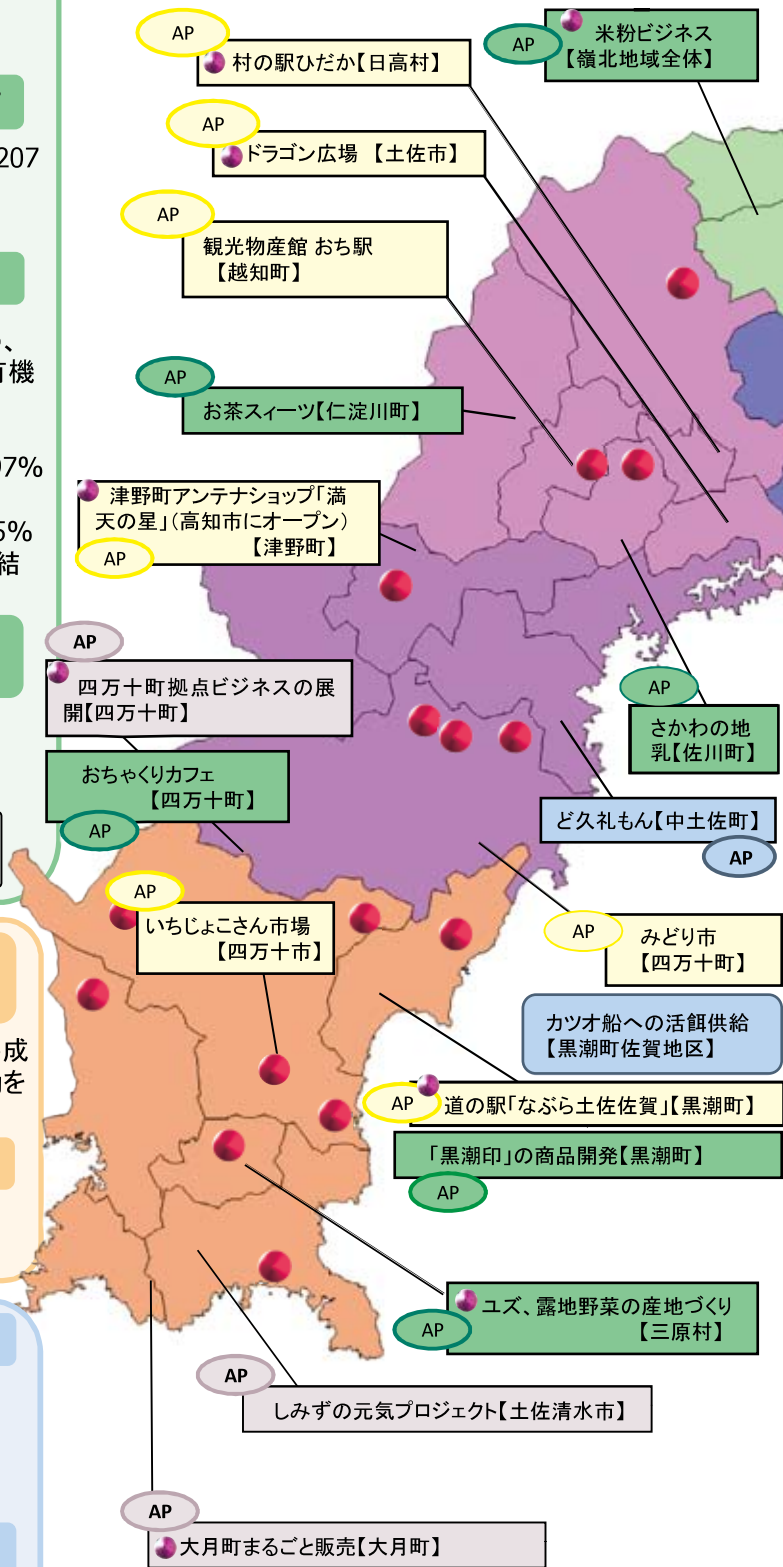 AP
村の駅ひだか【日高村】
AP
米粉ビジネス
【嶺北地域全体】
AP
ドラゴン広場 【土佐市】
207
AP
観光物産館 おち駅
【越知町】
、
有機
AP
お茶スィーツ【仁淀川町】
97%
津野町アンテナショップ「満
天の星」（高知市にオープン）
【津野町】
AP
5%
結
AP
四万十町拠点ビジネスの展
開【四万十町】
AP
さかわの地
乳【佐川町】
おちゃくりカフェ
【四万十町】
AP
ど久礼もん【中土佐町】
AP
AP
いちじょこさん市場
【四万十市】
AP
みどり市
【四万十町】
カツオ船への活餌供給
【黒潮町佐賀地区】
成
を
AP
道の駅「なぶら土佐佐賀」【黒潮町】
「黒潮印」の商品開発【黒潮町】
AP
ユズ、露地野菜の産地づくり
【三原村】
AP
AP
しみずの元気プロジェクト【土佐清水市】
AP
大月町まるごと販売【大月町】